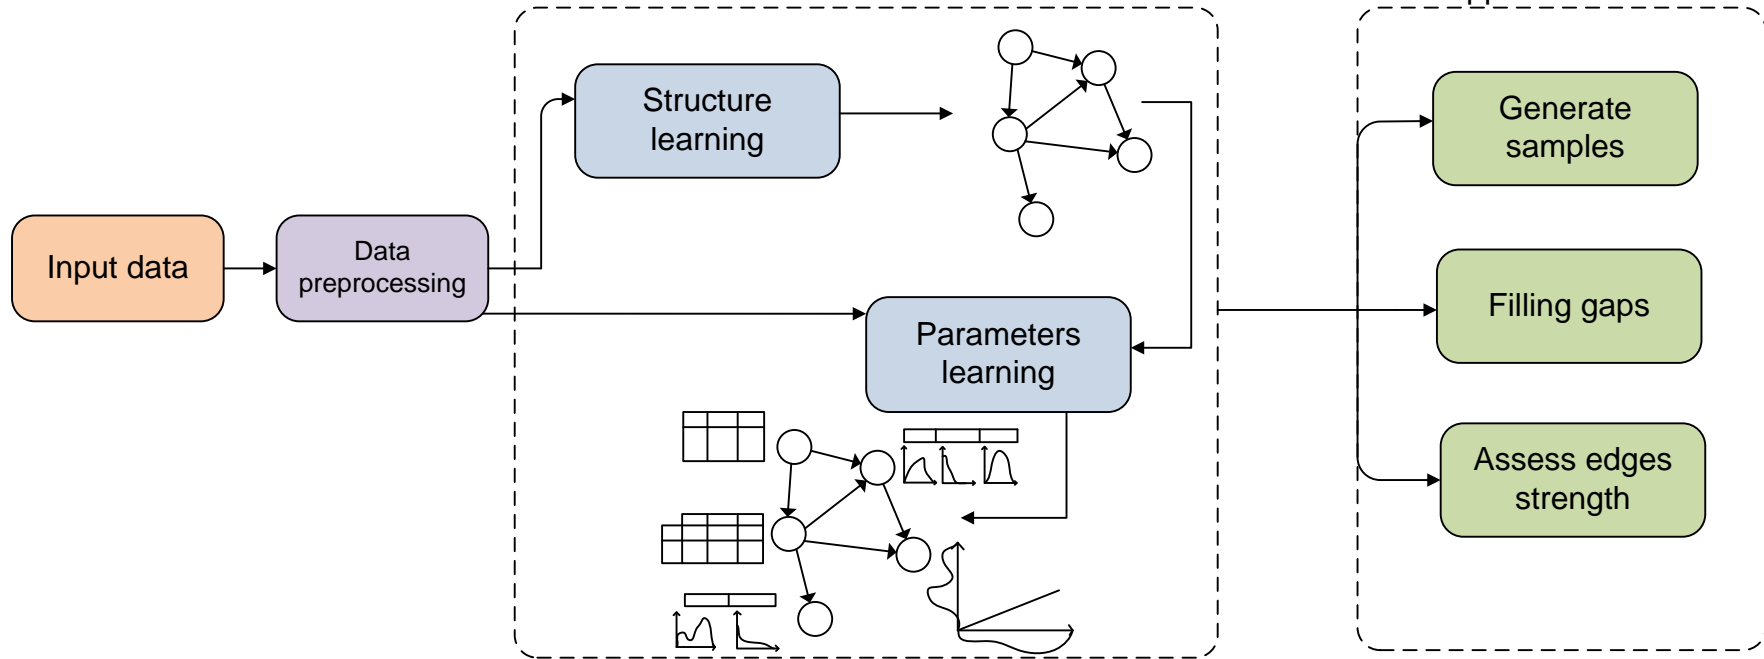 Structure
learning
Generate
samples
Input data
Data
preprocessing
Filling gaps
Parameters
learning
Assess edges
strength